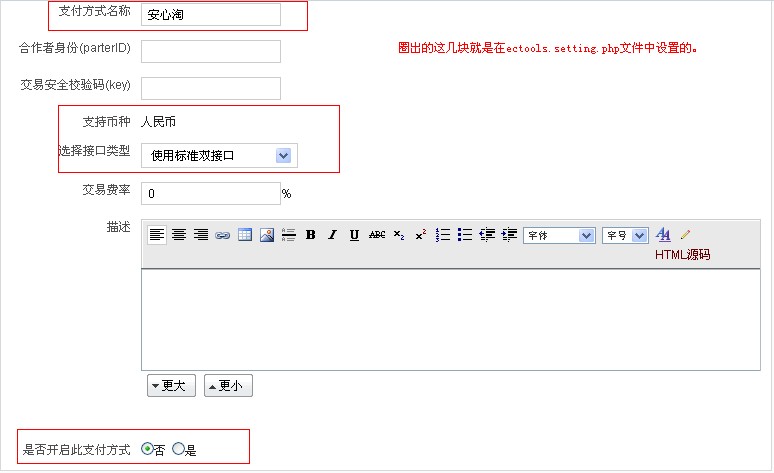 支付方式名称 安心淘
合作者身份(parterID)
圈出的这几块就是在ectools.setting.php文件中设置的。
交易安全校验码(key)
支持币种 人民币
选择接口类型 使用标准双接口
交易费率 0 %
描述
B I U ABC X₂ X² 字体 字号 AA
HTML源码
更大 更小
是否开启此支付方式 否 是